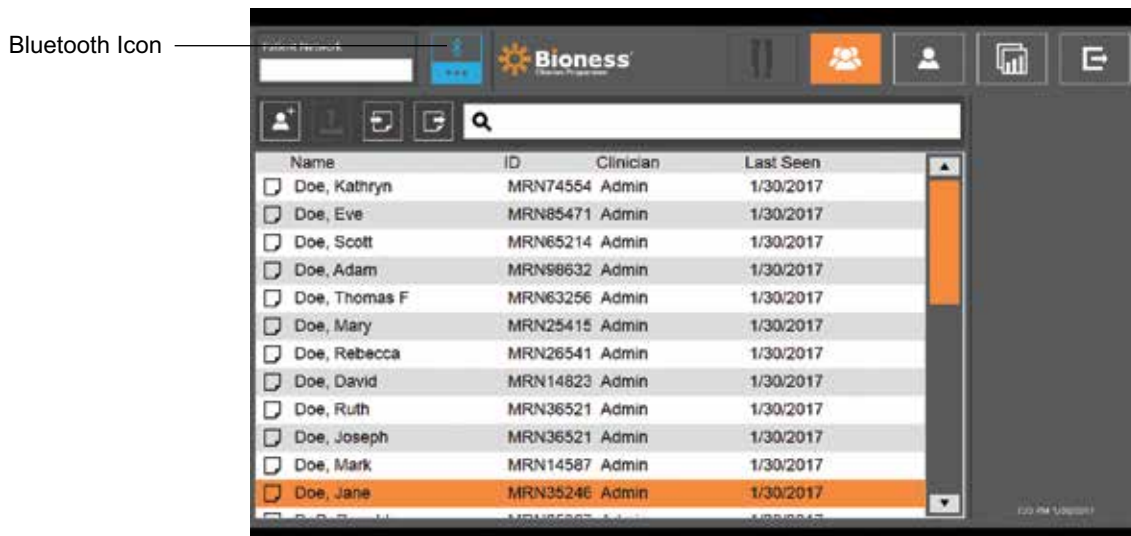 Bluetooth Icon
Patient Network
Bioness
Clinician Programmer
Name ID Clinician Last Seen
Doe, Kathryn MRN74554 Admin 1/30/2017
Doe, Eve MRN85471 Admin 1/30/2017
Doe, Scott MRN65214 Admin 1/30/2017
Doe, Adam MRN98632 Admin 1/30/2017
Doe, Thomas F MRN63256 Admin 1/30/2017
Doe, Mary MRN25415 Admin 1/30/2017
Doe, Rebecca MRN26541 Admin 1/30/2017
Doe, David MRN14823 Admin 1/30/2017
Doe, Ruth MRN36521 Admin 1/30/2017
Doe, Joseph MRN36521 Admin 1/30/2017
Doe, Mark MRN14587 Admin 1/30/2017
Doe, Jane MRN35246 Admin 1/30/2017